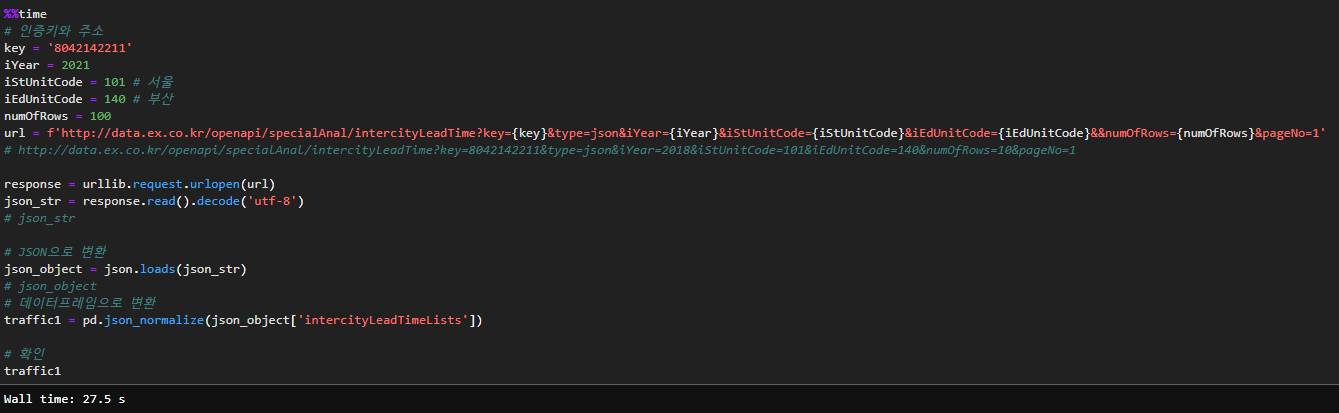 %%time
# 인증키와 주소
key = '8042142211'
iYear = 2021
iStUnitCode = 101 # 서울
iEdUnitCode = 140 # 부산
numOfRows = 100
url = f'http://data.ex.co.kr/openapi/specialAnal/intercityLeadTime?key={key}&type=json&iYear={iYear}&iStUnitCode={iStUnitCode}&iEdUnitCode={iEdUnitCode}&&numOfRows={numOfRows}&pageNo=1'
# http://data.ex.co.kr/openapi/specialAnal/intercityLeadTime?key=8042142211&type=json&iYear=2018&iStUnitCode=101&iEdUnitCode=140&numOfRows=10&pageNo=1
response = urllib.request.urlopen(url)
json_str = response.read().decode('utf-8')
# json_str
# JSON으로 변환
json_object = json.loads(json_str)
# json_object
# 데이터프레임으로 변환
traffic1 = pd.json_normalize(json_object['intercityLeadTimeLists'])
# 확인
traffic1
Wall time: 27.5 s